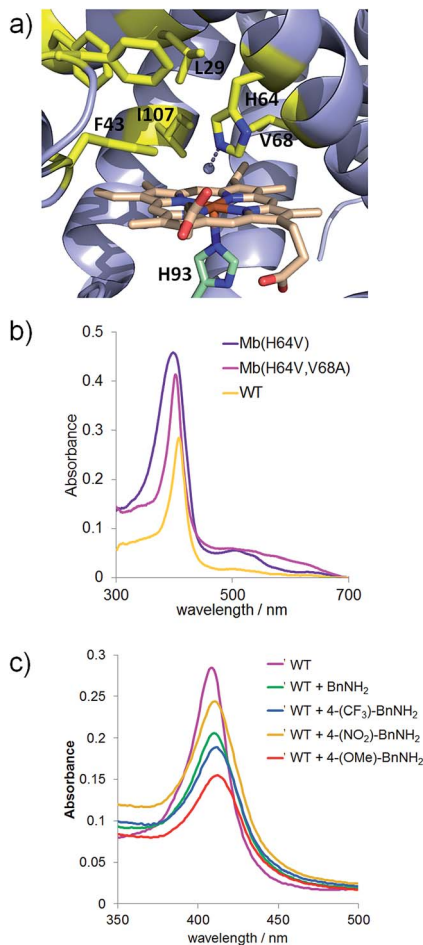 a)
L29
H64
I107
F43
V68
H93
b)
0.5
0.4
0.3
0.2
0.1
0
Absorbance
Mb(H64V)
Mb(H64V,V68A)
WT
300
500
700
wavelength / nm
c)
0.3
0.25
0.2
0.15
0.1
0.05
0
Absorbance
' WT
' WT + BnNH2
' WT + 4-(CF3)-BnNH2
' WT + 4-(NO2)-BnNH2
' WT + 4-(OMe)-BnNH2
350
400
450
500
wavelength / nm